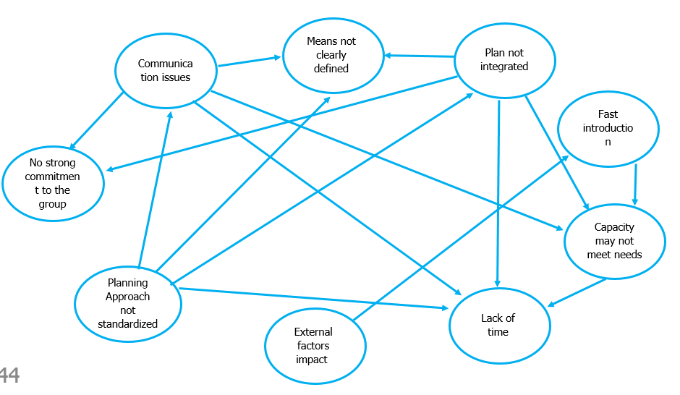 Means not
clearly
defined
Plan not
integrated
Communica
tion issues
Fast
introductio
n
No strong
commitmen
t to the
group
Capacity
may not
meet needs
Planning
Approach
not
standardized
External
factors
impact
Lack of
time
44